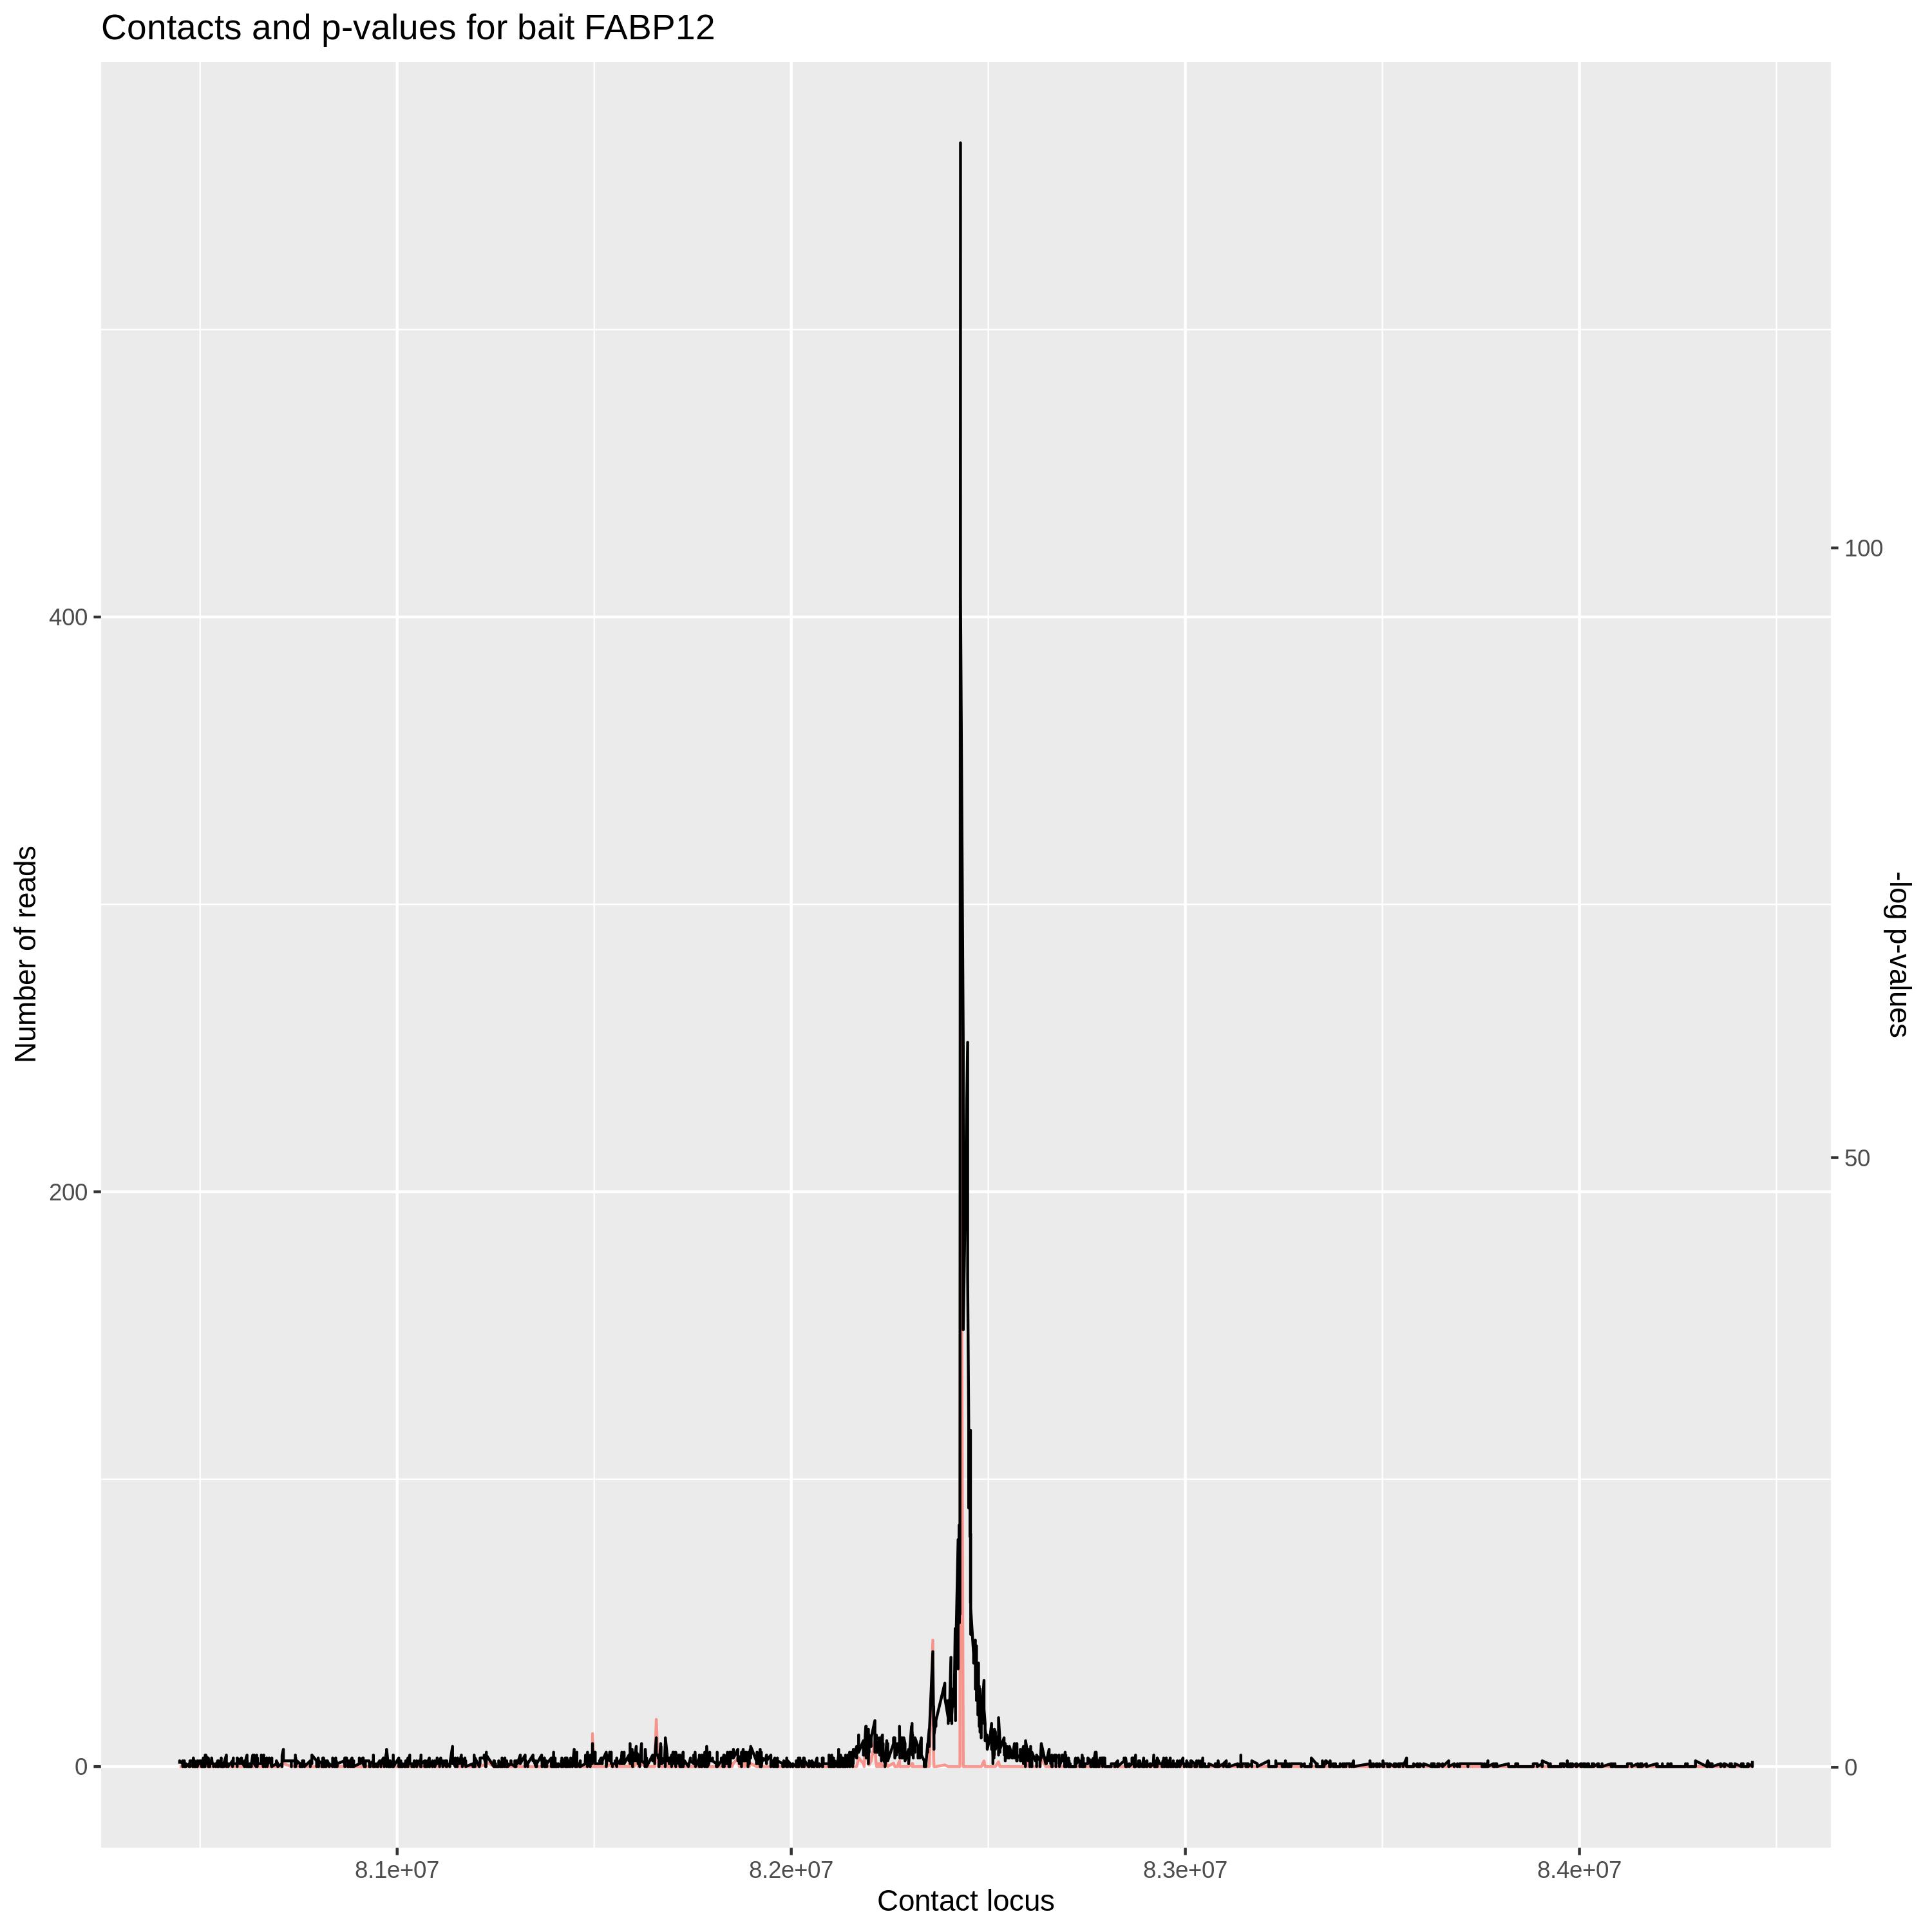 Contacts and p-values for bait FABP12
Number of reads
400
200
0
100
50
0
-log p-values
8.1e+07
8.2e+07
8.3e+07
8.4e+07
Contact locus